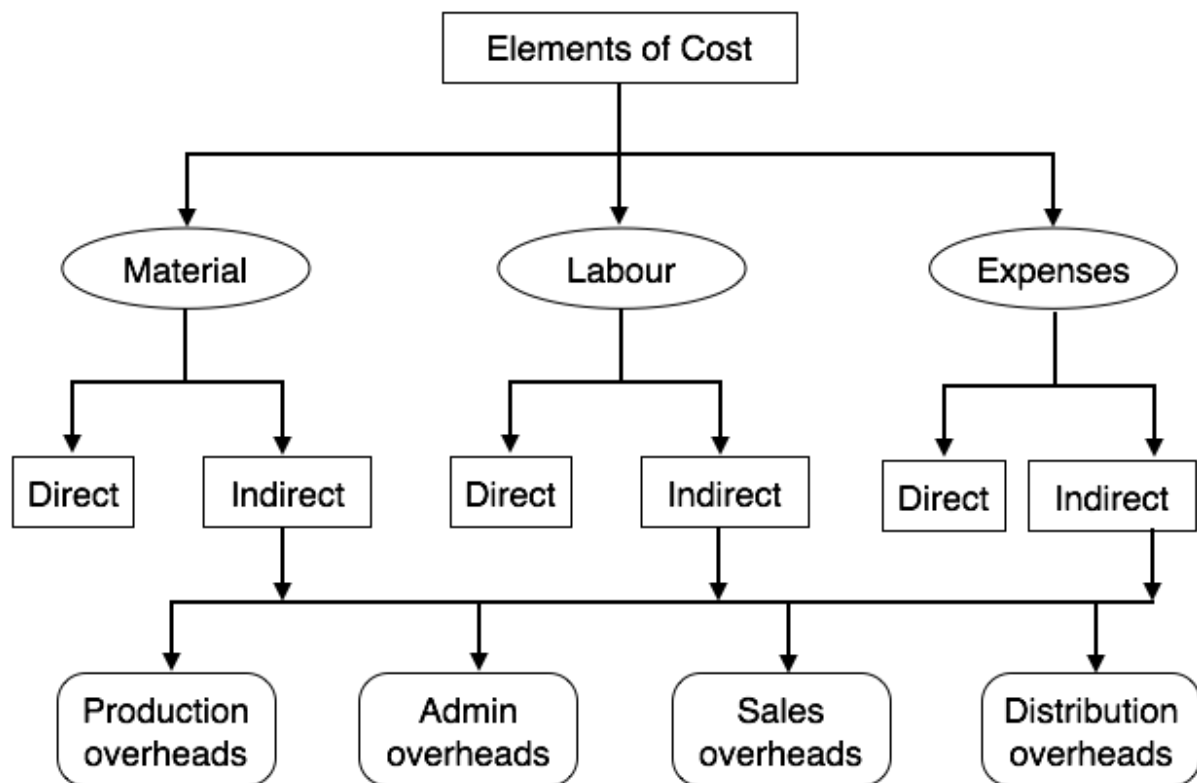 Elements of Cost
Material
Labour
Expenses
Direct
Indirect
Direct
Indirect
Direct
Indirect
Production
overheads
Admin
overheads
Sales
overheads
Distribution
overheads